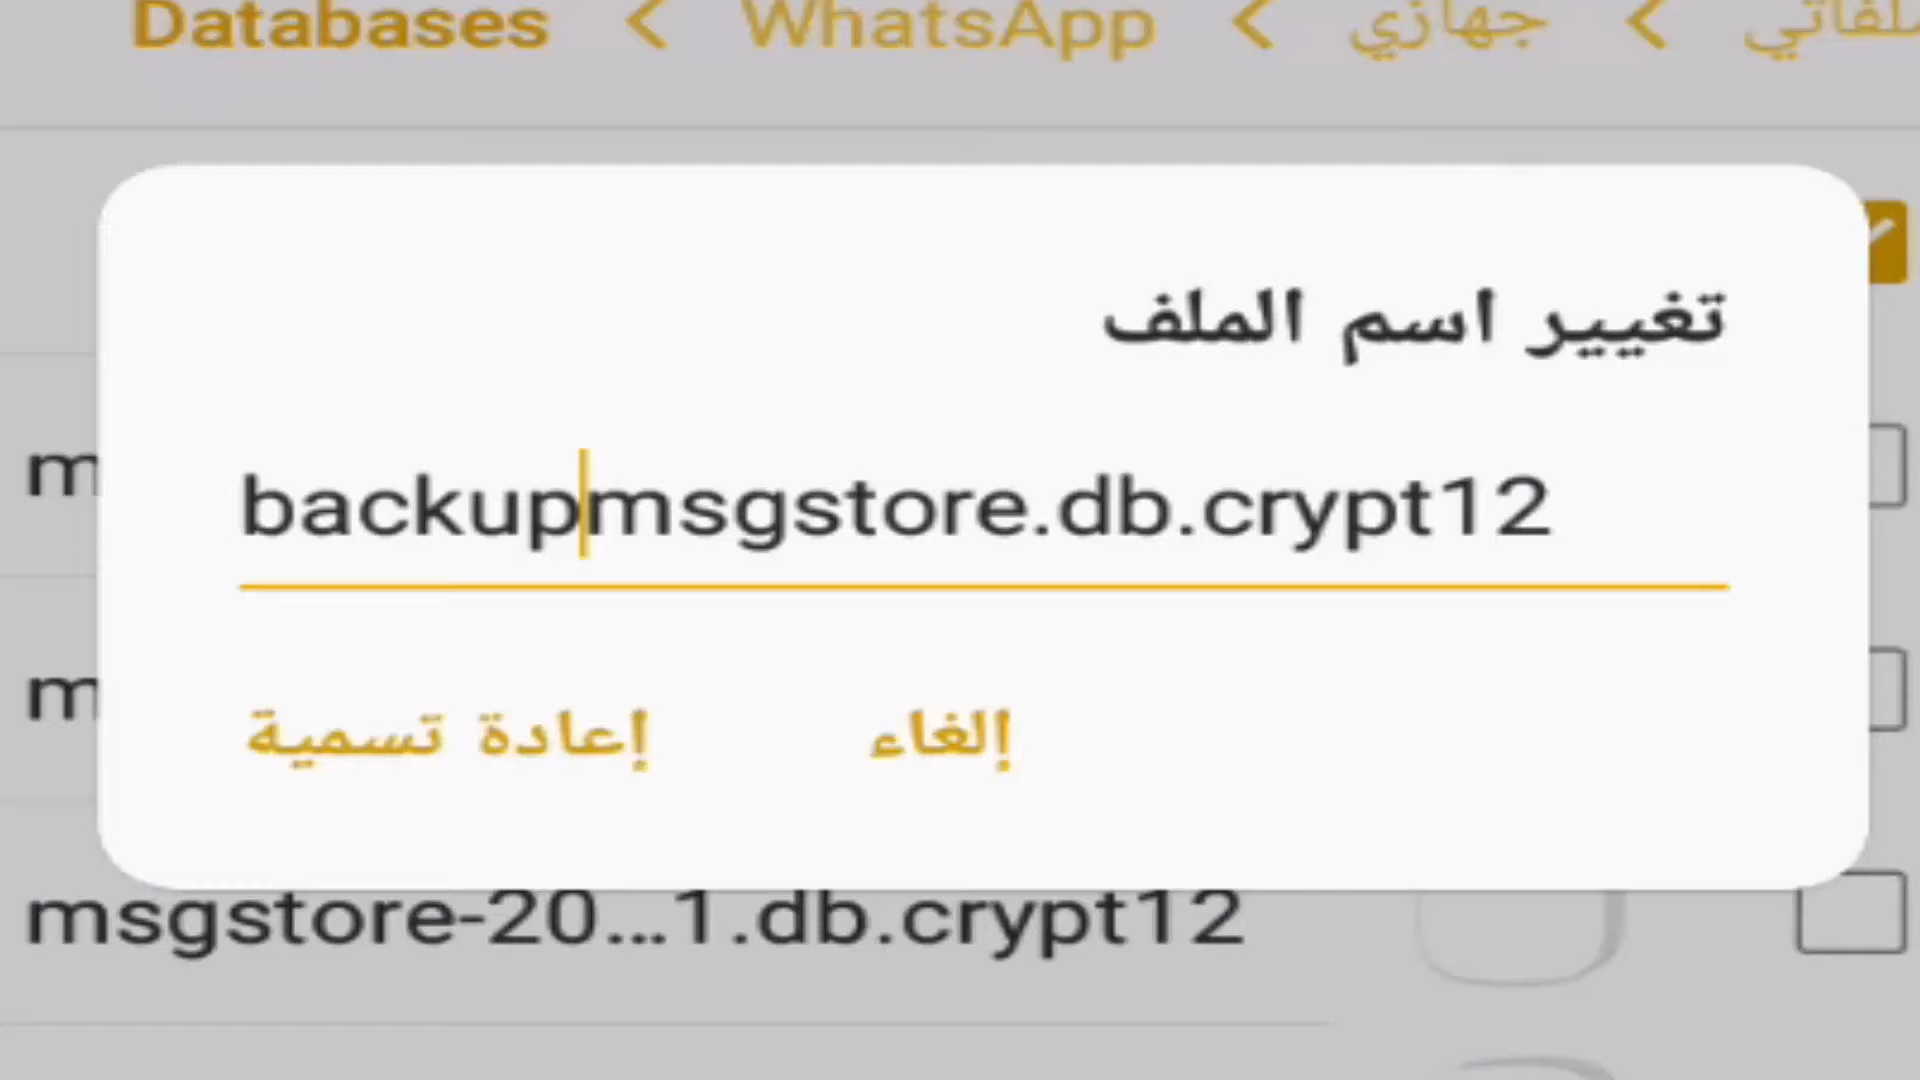 ملفاتي > جهازي > WhatsApp > Databases
تغيير اسم الملف
backupmsgstore.db.crypt12
إلغاء
إعادة تسمية
msgstore-20...1.db.crypt12